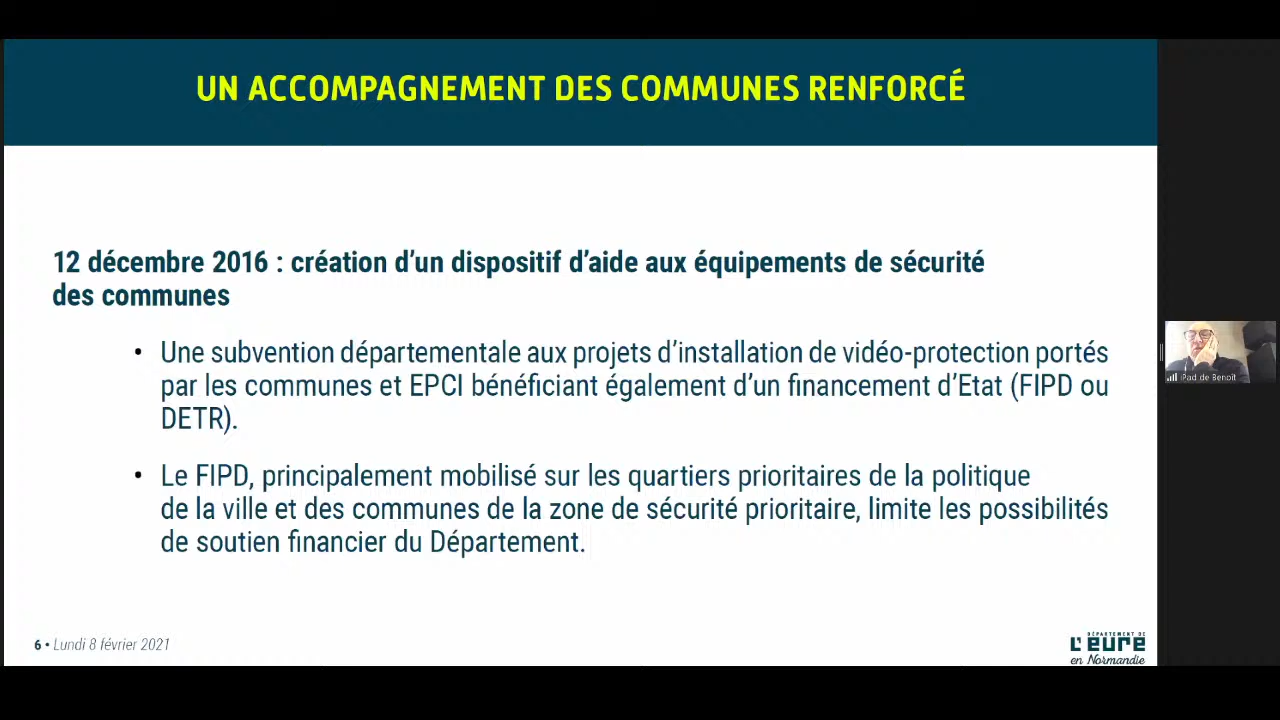 UN ACCOMPAGNEMENT DES COMMUNES RENFORCÉ
12 décembre 2016 : création d'un dispositif d'aide aux équipements de sécurité
des communes
• Une subvention départementale aux projets d'installation de vidéo-protection portés
par les communes et EPCI bénéficiant également d'un financement d'Etat (FIPD ou
DETR).
• Le FIPD, principalement mobilisé sur les quartiers prioritaires de la politique
de la ville et des communes de la zone de sécurité prioritaire, limite les possibilités
de soutien financier du Département.
iPad de Benoît
6 • Lundi 8 février 2021
DÉPARTEMENT DE
L'EURE
en Normandie